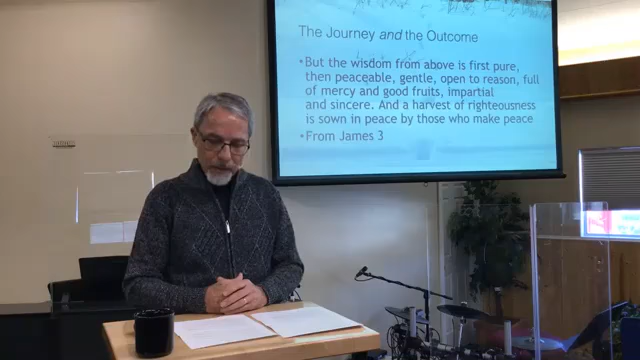 The Journey and the Outcome
•But the wisdom from above is first pure,
then peaceable, gentle, open to reason, full
of mercy and good fruits, impartial
and sincere. And a harvest of righteousness
is sown in peace by those who make peace
•From James 3